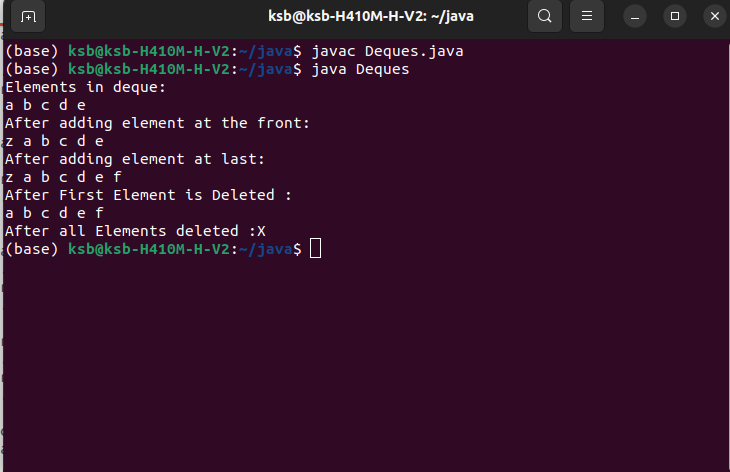 ksb@ksb-H410M-H-V2: ~/java
(base) ksb@ksb-H410M-H-V2:~/java$ javac Deques.java
(base) ksb@ksb-H410M-H-V2:~/java$ java Deques
Elements in deque:
a b c d e
After adding element at the front:
z a b c d e
After adding element at last:
z a b c d e f
After First Element is Deleted :
a b c d e f
After all Elements deleted :X
(base) ksb@ksb-H410M-H-V2:~/java$